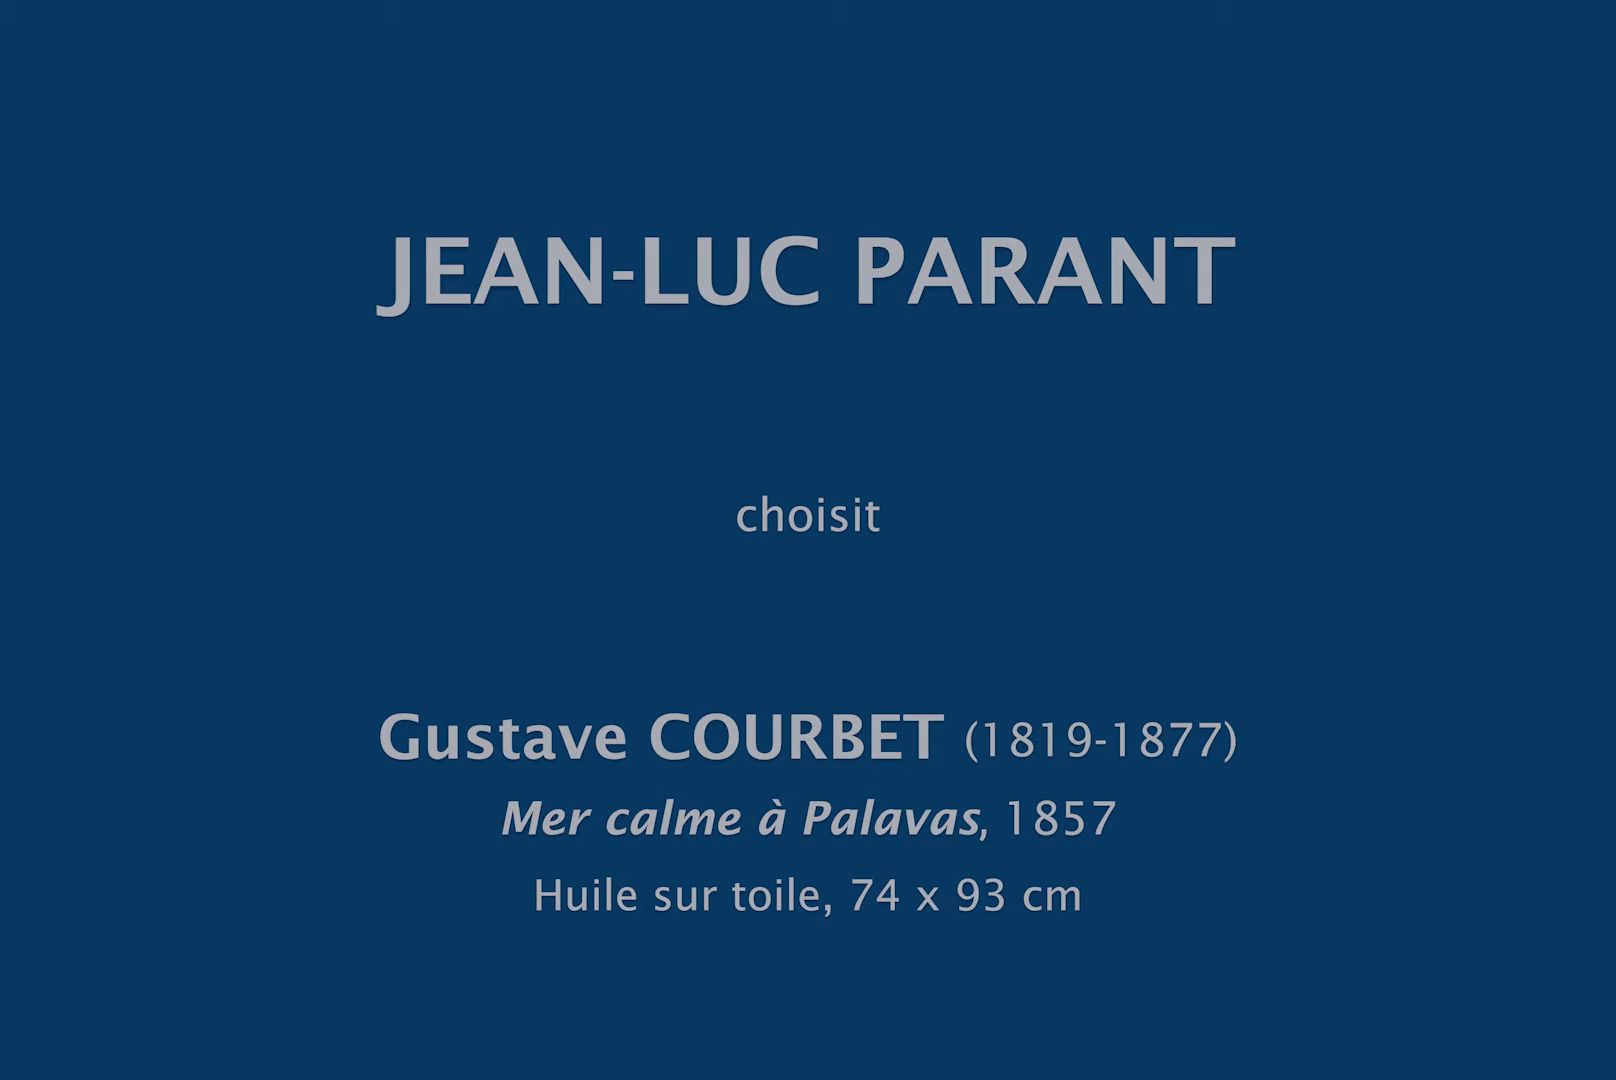 JEAN-LUC PARANT
choisit
Gustave COURBET (1819-1877)
Mer calme à Palavas, 1857
Huile sur toile, 74 x 93 cm